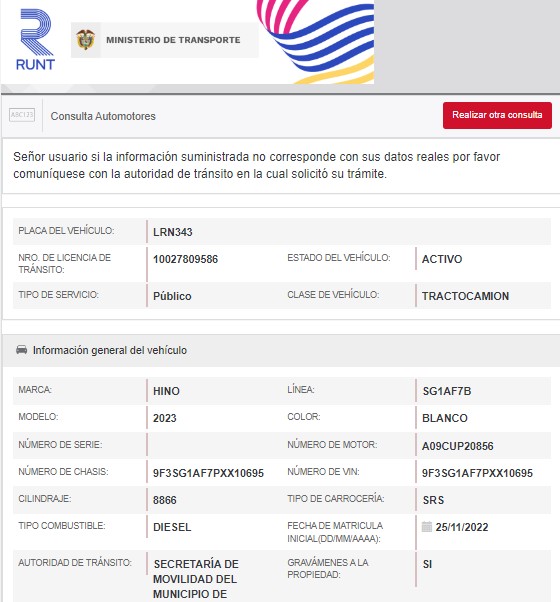 RUNT
MINISTERIO DE TRANSPORTE
ABC123
Consulta Automotores
Realizar otra consulta
Señor usuario si la información suministrada no corresponde con sus datos reales por favor
comuníquese con la autoridad de tránsito en la cual solicitó su trámite.
PLACA DEL VEHÍCULO: LRN343
NRO. DE LICENCIA DE
TRÁNSITO: 10027809586 ESTADO DEL VEHÍCULO: ACTIVO
TIPO DE SERVICIO: Público CLASE DE VEHÍCULO: TRACTOCAMION
Información general del vehículo
MARCA: HINO LÍNEA: SG1AF7B
MODELO: 2023 COLOR: BLANCO
NÚMERO DE SERIE: NÚMERO DE MOTOR: A09CUP20856
NÚMERO DE CHASIS: 9F3SG1AF7PXX10695 NÚMERO DE VIN: 9F3SG1AF7PXX10695
CILINDRAJE: 8866 TIPO DE CARROCERÍA: SRS
TIPO COMBUSTIBLE: DIESEL FECHA DE MATRICULA
INICIAL(DD/MM/AAAA): 25/11/2022
AUTORIDAD DE TRÁNSITO: SECRETARÍA DE
MOVILIDAD DEL
MUNICIPIO DE
GRAVÁMENES A LA
PROPIEDAD: SI